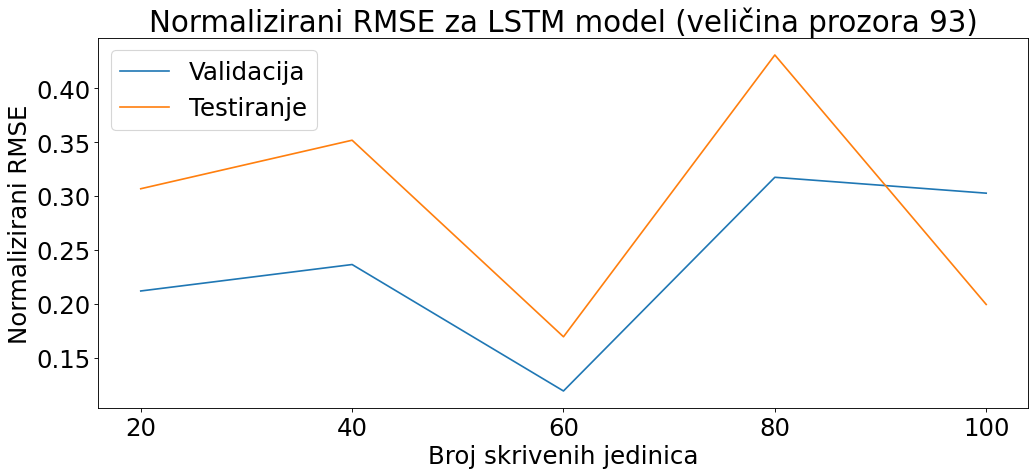 Normalizirani RMSE za LSTM model (veličina prozora 93)
Validacija
Testiranje
Normalizirani RMSE
0.40
0.35
0.30
0.25
0.20
0.15
20 40 60 80 100
Broj skrivenih jedinica